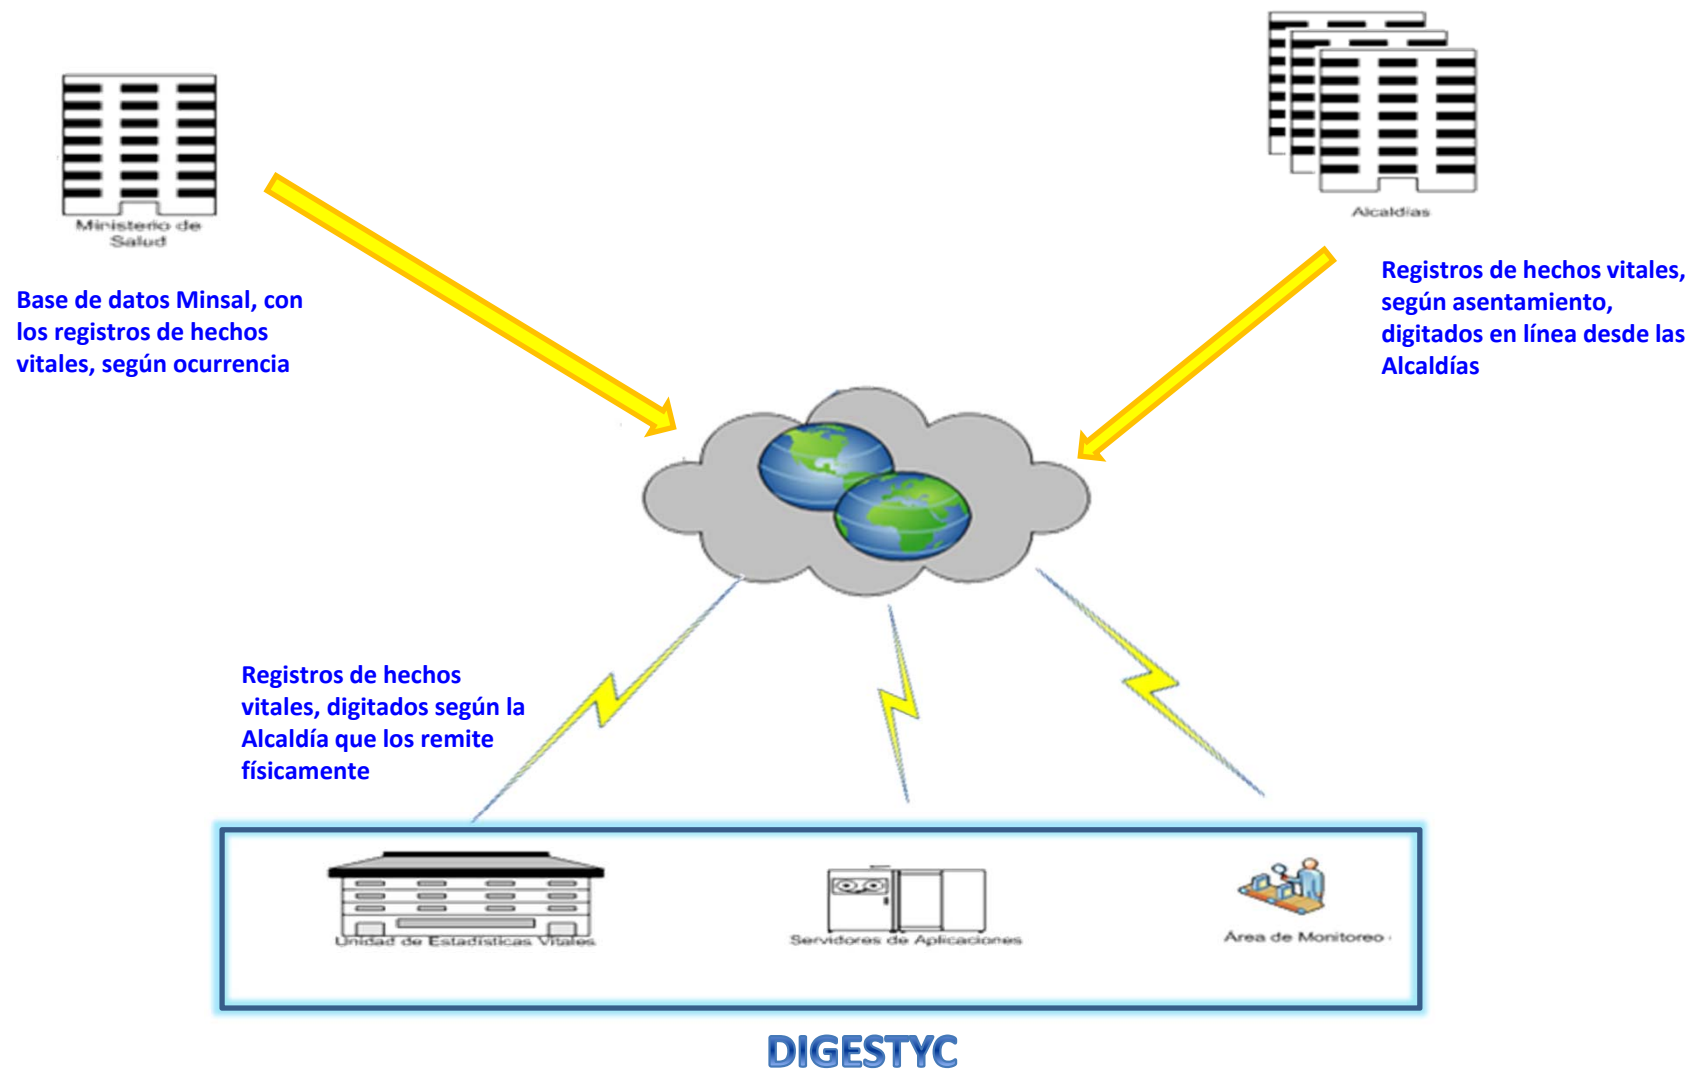 Ministerio de
Salud
Alcaldías
Base de datos Minsal, con
los registros de hechos
vitales, según ocurrencia
Registros de hechos vitales,
según asentamiento,
digitados en línea desde las
Alcaldías
Registros de hechos
vitales, digitados según la
Alcaldía que los remite
físicamente
Unidad de Estadísticas Vitales
Servidores de Aplicaciones
Área de Monitoreo
DIGESTYC